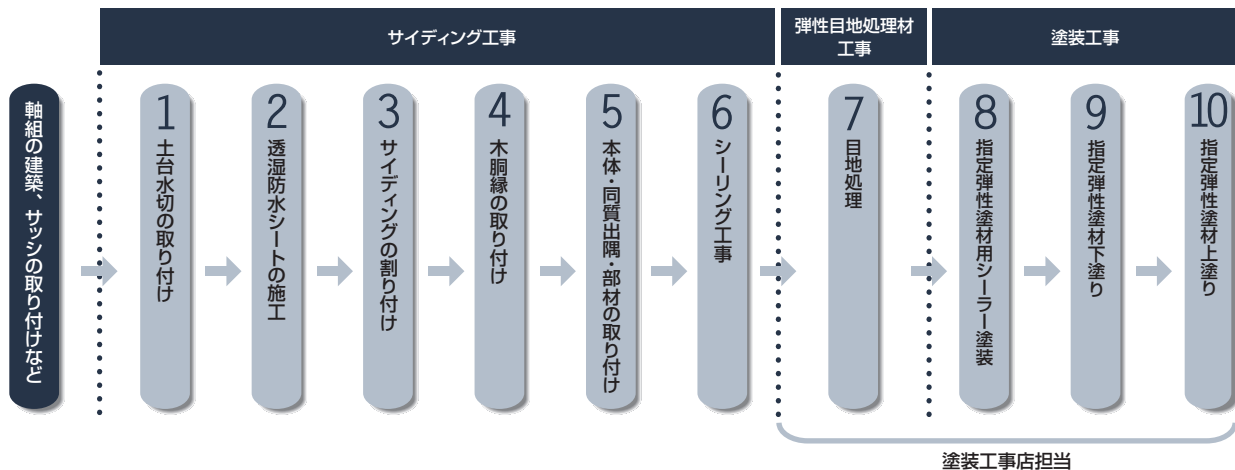 サイディング工事
弾性目地処理材
工事
塗装工事
軸組の建築、サッシの取り付けなど
1
土台水切の取り付け
2
透湿防水シートの施工
3
サイディングの割り付け
4
木胴縁の取り付け
5
本体・同質出隅・部材の取り付け
6
シーリング工事
7
目地処理
8
指定弾性塗材用シーラー塗装
9
指定弾性塗材下塗り
10
指定弾性塗材上塗り
塗装工事店担当